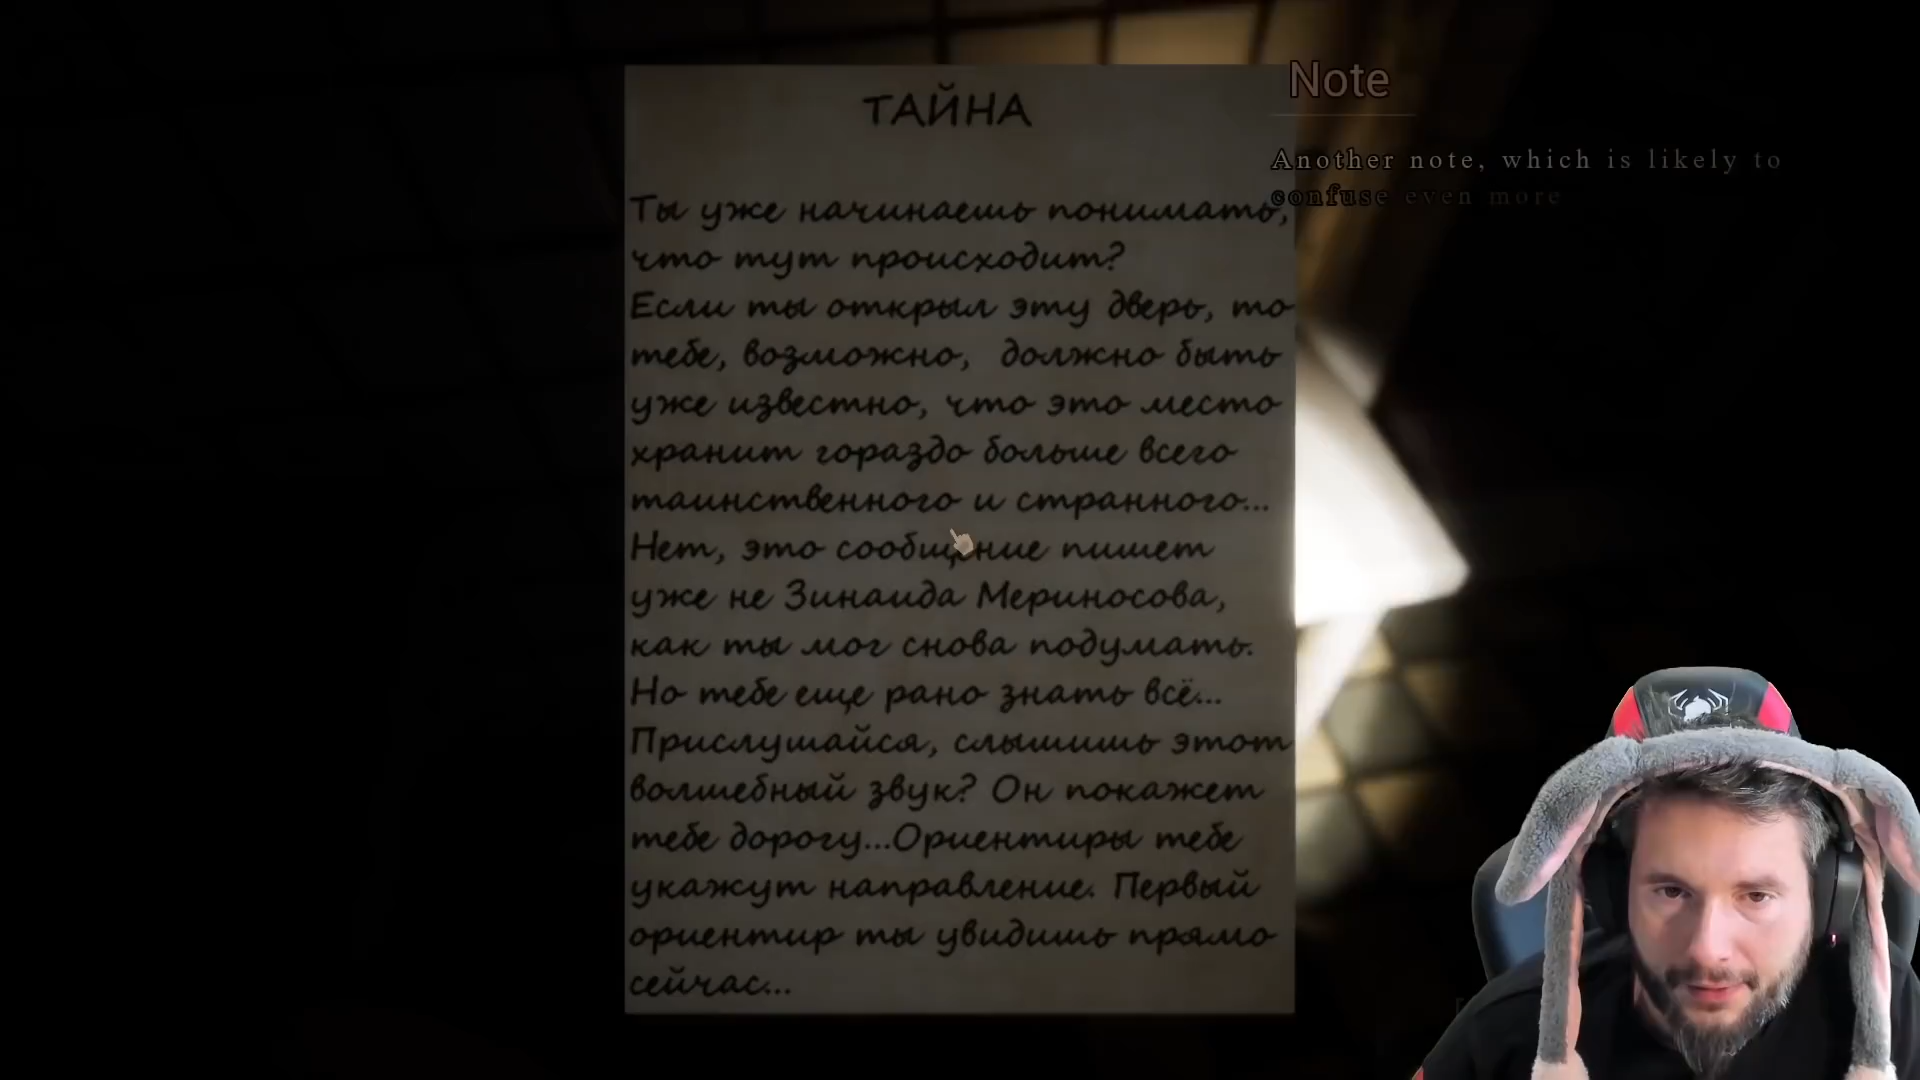 ТАЙНА
Ты уже начинаешь понимать,
что тут происходит?
Если ты открыл эту дверь, то
тебе, возможно, должно быть
уже известно, что это место
хранит гораздо больше всего
таинственного и странного...
Нет, это сообщение пишет
уже не Зинаида Мериносова,
как ты мог снова подумать.
Но тебе еще рано знать всё...
Прислушайся, слышишь этот
волшебный звук? Он покажет
тебе дорогу...Ориентиры тебе
укажут направление. Первый
ориентир ты увидишь прямо
сейчас...
Note
Another note, which is likely to
confuse even more